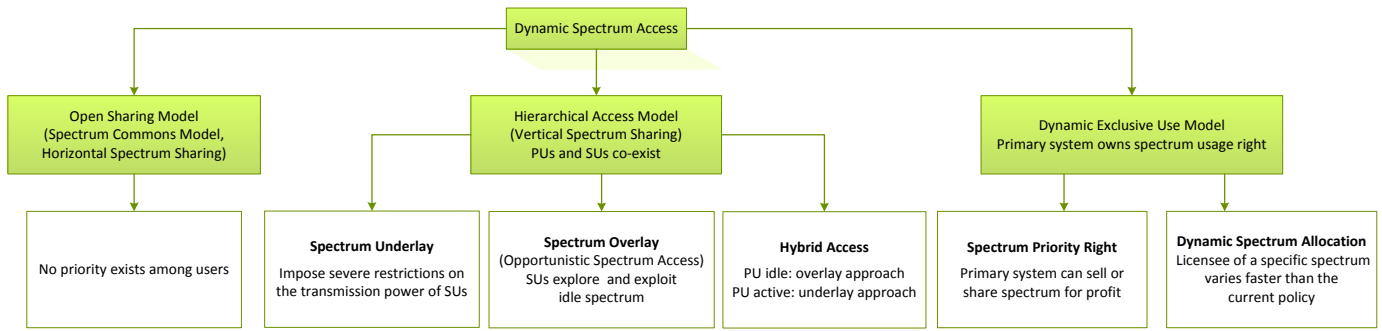 Dynamic Spectrum Access
Open Sharing Model
(Spectrum Commons Model,
Horizontal Spectrum Sharing)
Hierarchical Access Model
(Vertical Spectrum Sharing)
PUs and SUs co-exist
Dynamic Exclusive Use Model
Primary system owns spectrum usage right
No priority exists among users
Spectrum Underlay
Impose severe restrictions on
the transmission power of SUs
Spectrum Overlay
(Opportunistic Spectrum Access)
SUs explore and exploit
idle spectrum
Hybrid Access
PU idle: overlay approach
PU active: underlay approach
Spectrum Priority Right
Primary system can sell or
share spectrum for profit
Dynamic Spectrum Allocation
Licensee of a specific spectrum
varies faster than the
current policy